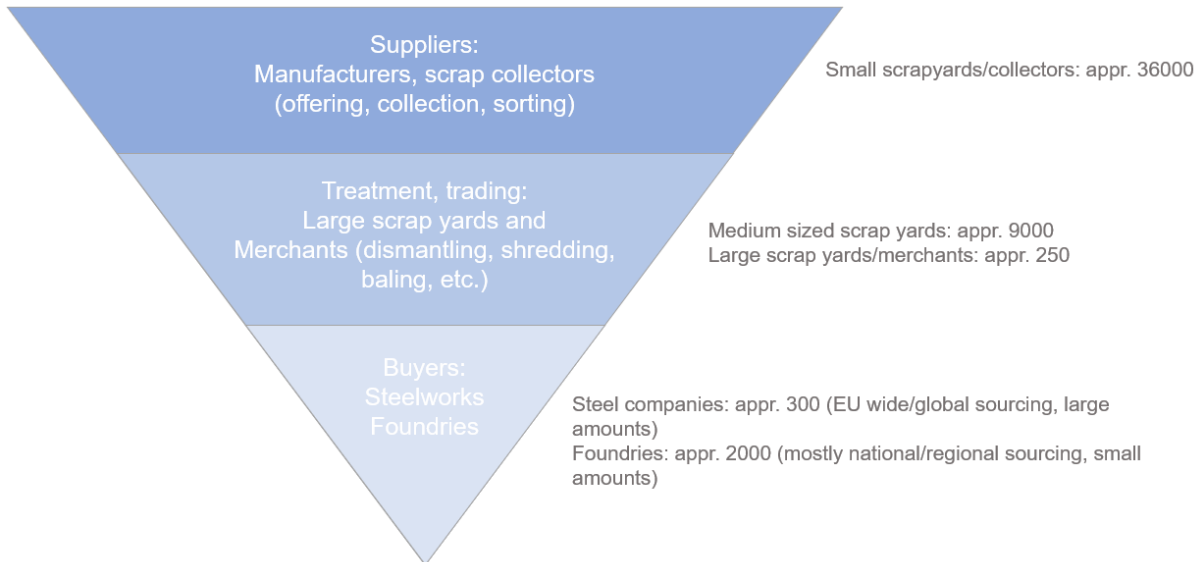 Suppliers:
Manufacturers, scrap collectors
(offering, collection, sorting)
Small scrapyards/collectors: appr. 36000
Treatment, trading:
Large scrap yards and
Merchants (dismantling, shredding,
baling, etc.)
Medium sized scrap yards: appr. 9000
Large scrap yards/merchants: appr. 250
Buyers:
Steelworks
Foundries
Steel companies: appr. 300 (EU wide/global sourcing, large
amounts)
Foundries: appr. 2000 (mostly national/regional sourcing, small
amounts)